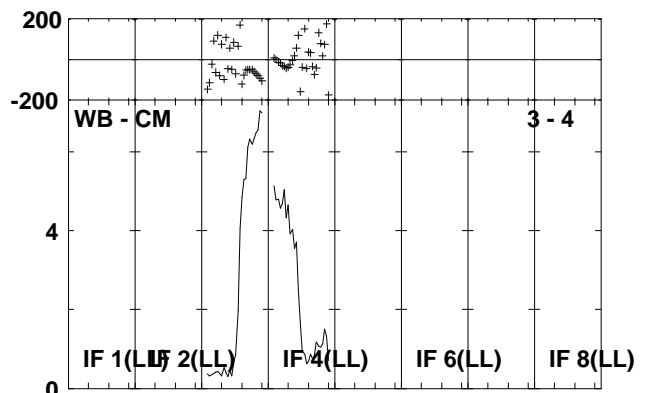 200
-200
WB - CM 3 - 4
4
IF 1(LL) IF 2(LL) IF 4(LL) IF 6(LL) IF 8(LL)
0